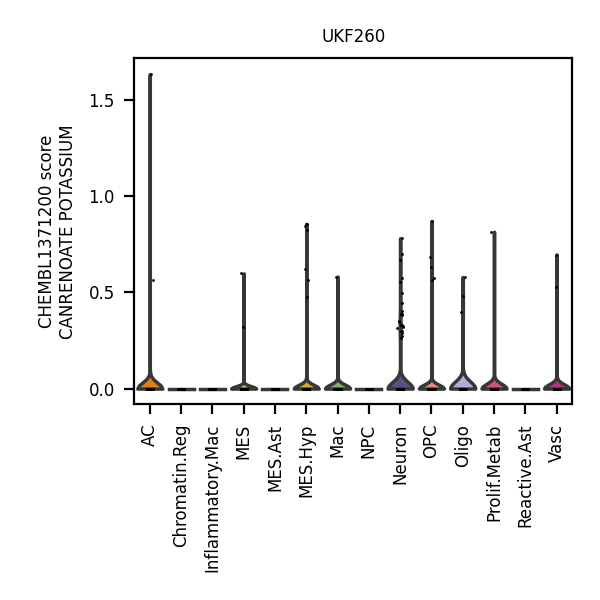 UKF260
CHEMBL1371200 score
CANRENOATE POTASSIUM
1.5
1.0
0.5
0.0
AC
Chromatin.Reg
Inflammatory.Mac
MES
MES.Ast
MES.Hyp
Mac
NPC
Neuron
OPC
Oligo
Prolif.Metab
Reactive.Ast
Vasc